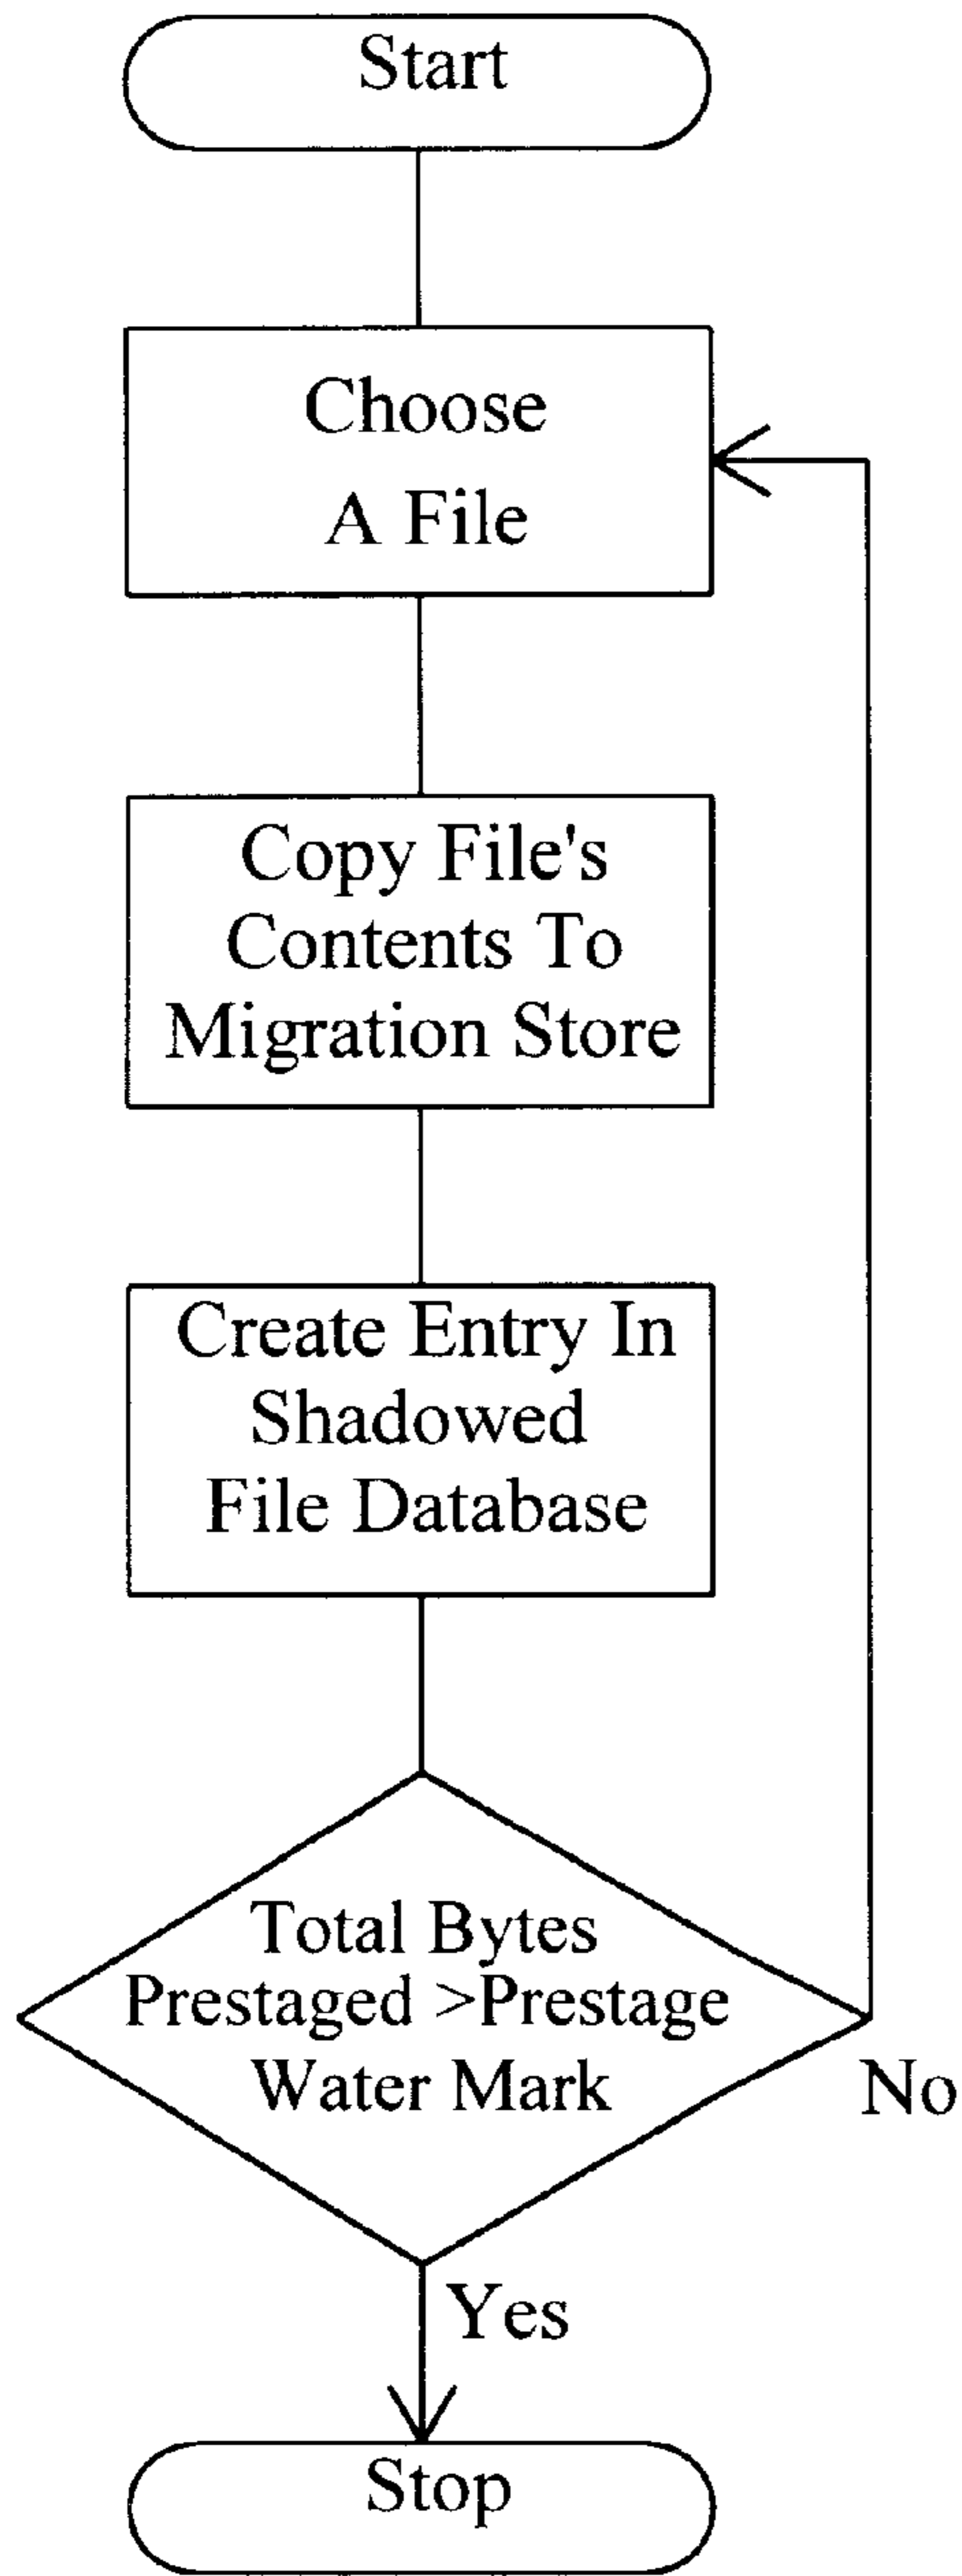 Start
Choose
A File
Copy File's
Contents To
Migration Store
Create Entry In
Shadowed
File Database
Total Bytes
Prestaged >Prestage
Water Mark
No
Yes
Stop